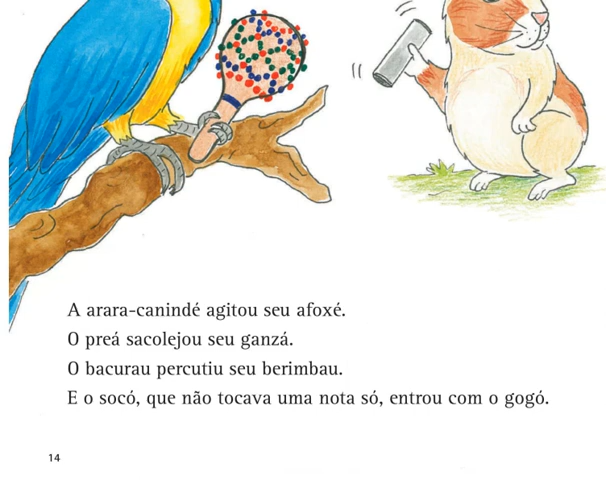 A arara-canindé agitou seu afoxé.
O preá sacolejou seu ganzá.
O bacurau percutiu seu berimbau.
E o socó, que não tocava uma nota só, entrou com o gogó.
14